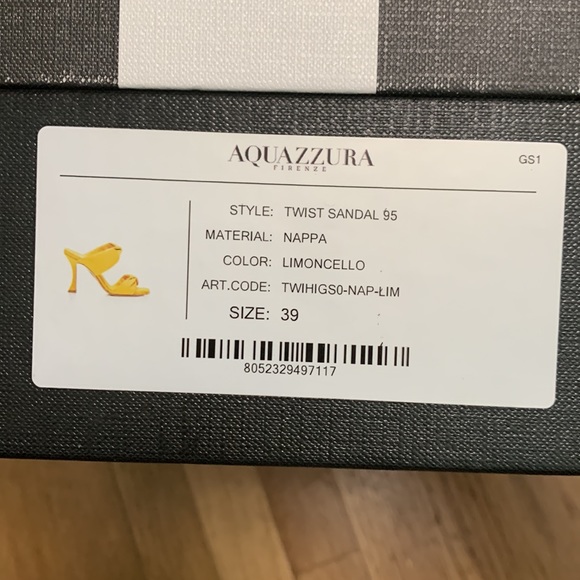 AQUAZZURA
FIRENZE
GS1
STYLE: TWIST SANDAL 95
MATERIAL: NAPPA
COLOR: LIMONCELLO
ART.CODE: TWIHIGS0-NAP-LIM
SIZE: 39
8052329497117